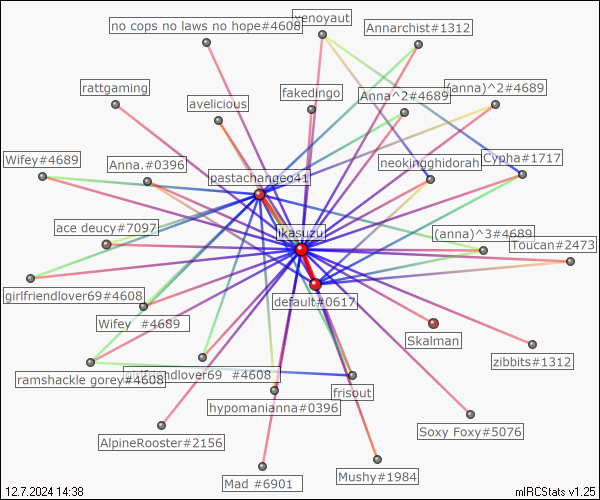 no cops no laws no hope#4608
xenoyaut
Annarchist#1312
rattgaming
avelicious
fakedingo
Anna^2#4689
(anna)^2#4689
Wifey#4689
Anna.#0396
pastachangeo41
neokingghidorah
Cypha#1717
ace deucy#7097
ikasuzu
(anna)^3#4689
Toucan#2473
girlfriendlover69#4608
default#0617
Wifey  #4689
Skalman
zibbits#1312
ramshackle gorey#4608
girlfriendlover69  #4608
frisout
hypomanianna#0396
AlpineRooster#2156
Soxy Foxy#5076
Mad #6901
Mushy#1984
12.7.2024 14:38
mIRCStats v1.25